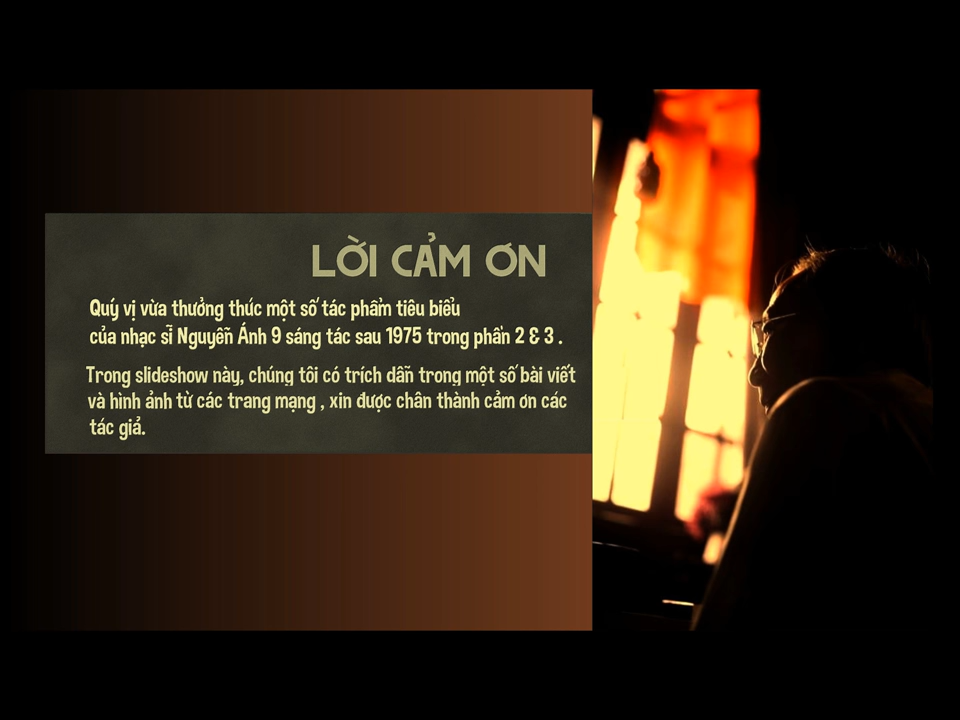 LỜI CẢM ƠN
Quý vị vừa thưởng thức một số tác phẩm tiêu biểu
của nhạc sĩ Nguyễn Ánh 9 sáng tác sau 1975 trong phần 2 & 3 .
Trong slideshow này, chúng tôi có trích dẫn trong một số bài viết
và hình ảnh từ các trang mạng , xin được chân thành cảm ơn các
tác giả.